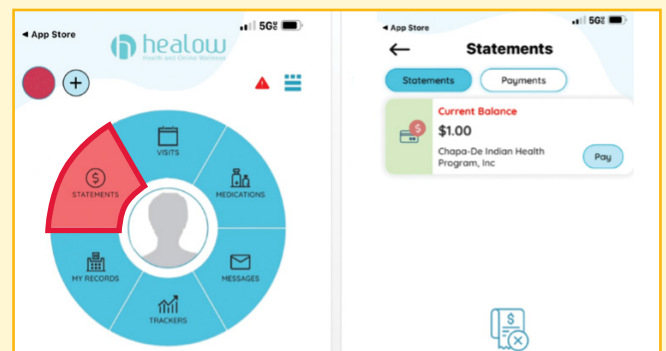 ◄ App Store
5G
healow
Health and Online Wellness
+
VISITS
$
STATEMENTS
MEDICATIONS
MY RECORDS
MESSAGES
TRACKERS
◄ App Store
5G
← Statements
Statements
Payments
Current Balance
$
$1.00
Chapa-De Indian Health
Program, Inc
Pay
$